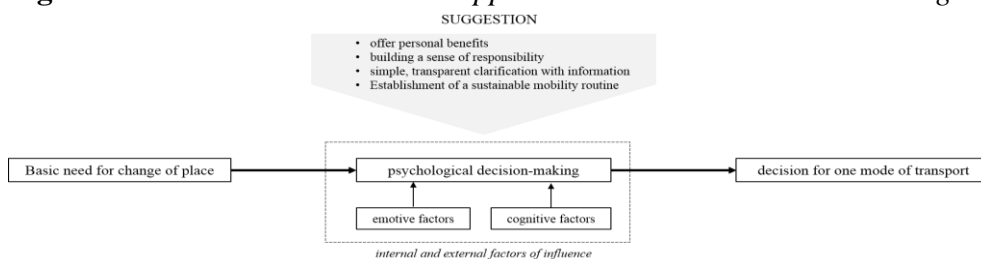 SUGGESTION
• offer personal benefits
• building a sense of responsibility
• simple, transparent clarification with information
• Establishment of a sustainable mobility routine
Basic need for change of place
psychological decision-making
decision for one mode of transport
emotive factors
cognitive factors
internal and external factors of influence